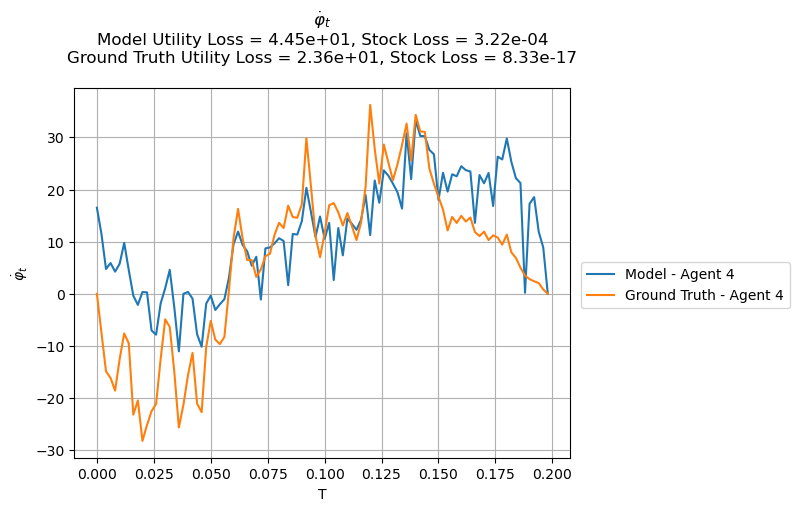 φ̇ₜ
Model Utility Loss = 4.45e+01, Stock Loss = 3.22e-04
Ground Truth Utility Loss = 2.36e+01, Stock Loss = 8.33e-17
30
20
10
0
−10
−20
−30
φ̇ₜ
0.000 0.025 0.050 0.075 0.100 0.125 0.150 0.175 0.200
T
Model - Agent 4
Ground Truth - Agent 4